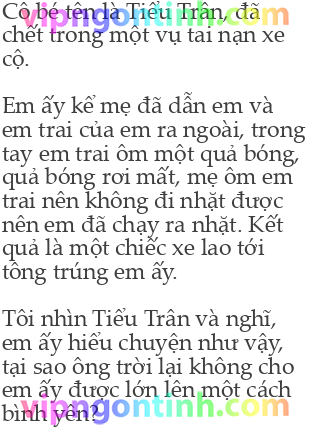 Cô bé tên là Tiểu Trân, đã
chết trong một vụ tai nạn xe
cộ.
Em ấy kể mẹ đã dẫn em và
em trai của em ra ngoài, trong
tay em trai ôm một quả bóng,
quả bóng rơi mất, mẹ ôm em
trai nên không đi nhặt được
nên em đã chạy ra nhặt. Kết
quả là một chiếc xe lao tới
tông trúng em ấy.
Tôi nhìn Tiểu Trân và nghĩ,
em ấy hiểu chuyện như vậy,
tại sao ông trời lại không cho
em ấy được lớn lên một cách
bình yên?
vipngontinh.com
vipngontinh.com